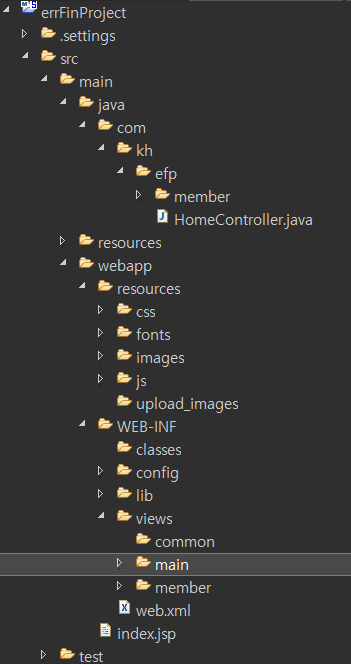 errFinProject
.settings
src
main
java
com
kh
efp
member
HomeController.java
resources
webapp
resources
css
fonts
images
js
upload_images
WEB-INF
classes
config
lib
views
common
main
member
web.xml
index.jsp
test